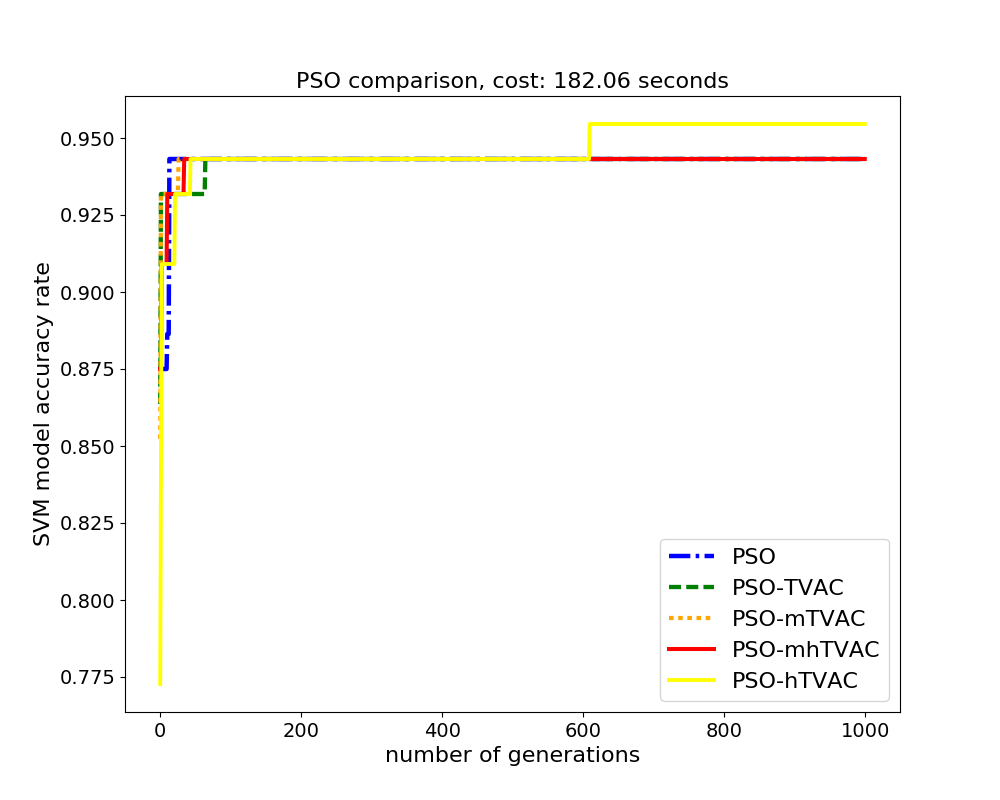 PSO comparison, cost: 182.06 seconds
SVM model accuracy rate
0.950
0.925
0.900
0.875
0.850
0.825
0.800
0.775
PSO
PSO-TVAC
PSO-mTVAC
PSO-mhTVAC
PSO-hTVAC
0 200 400 600 800 1000
number of generations